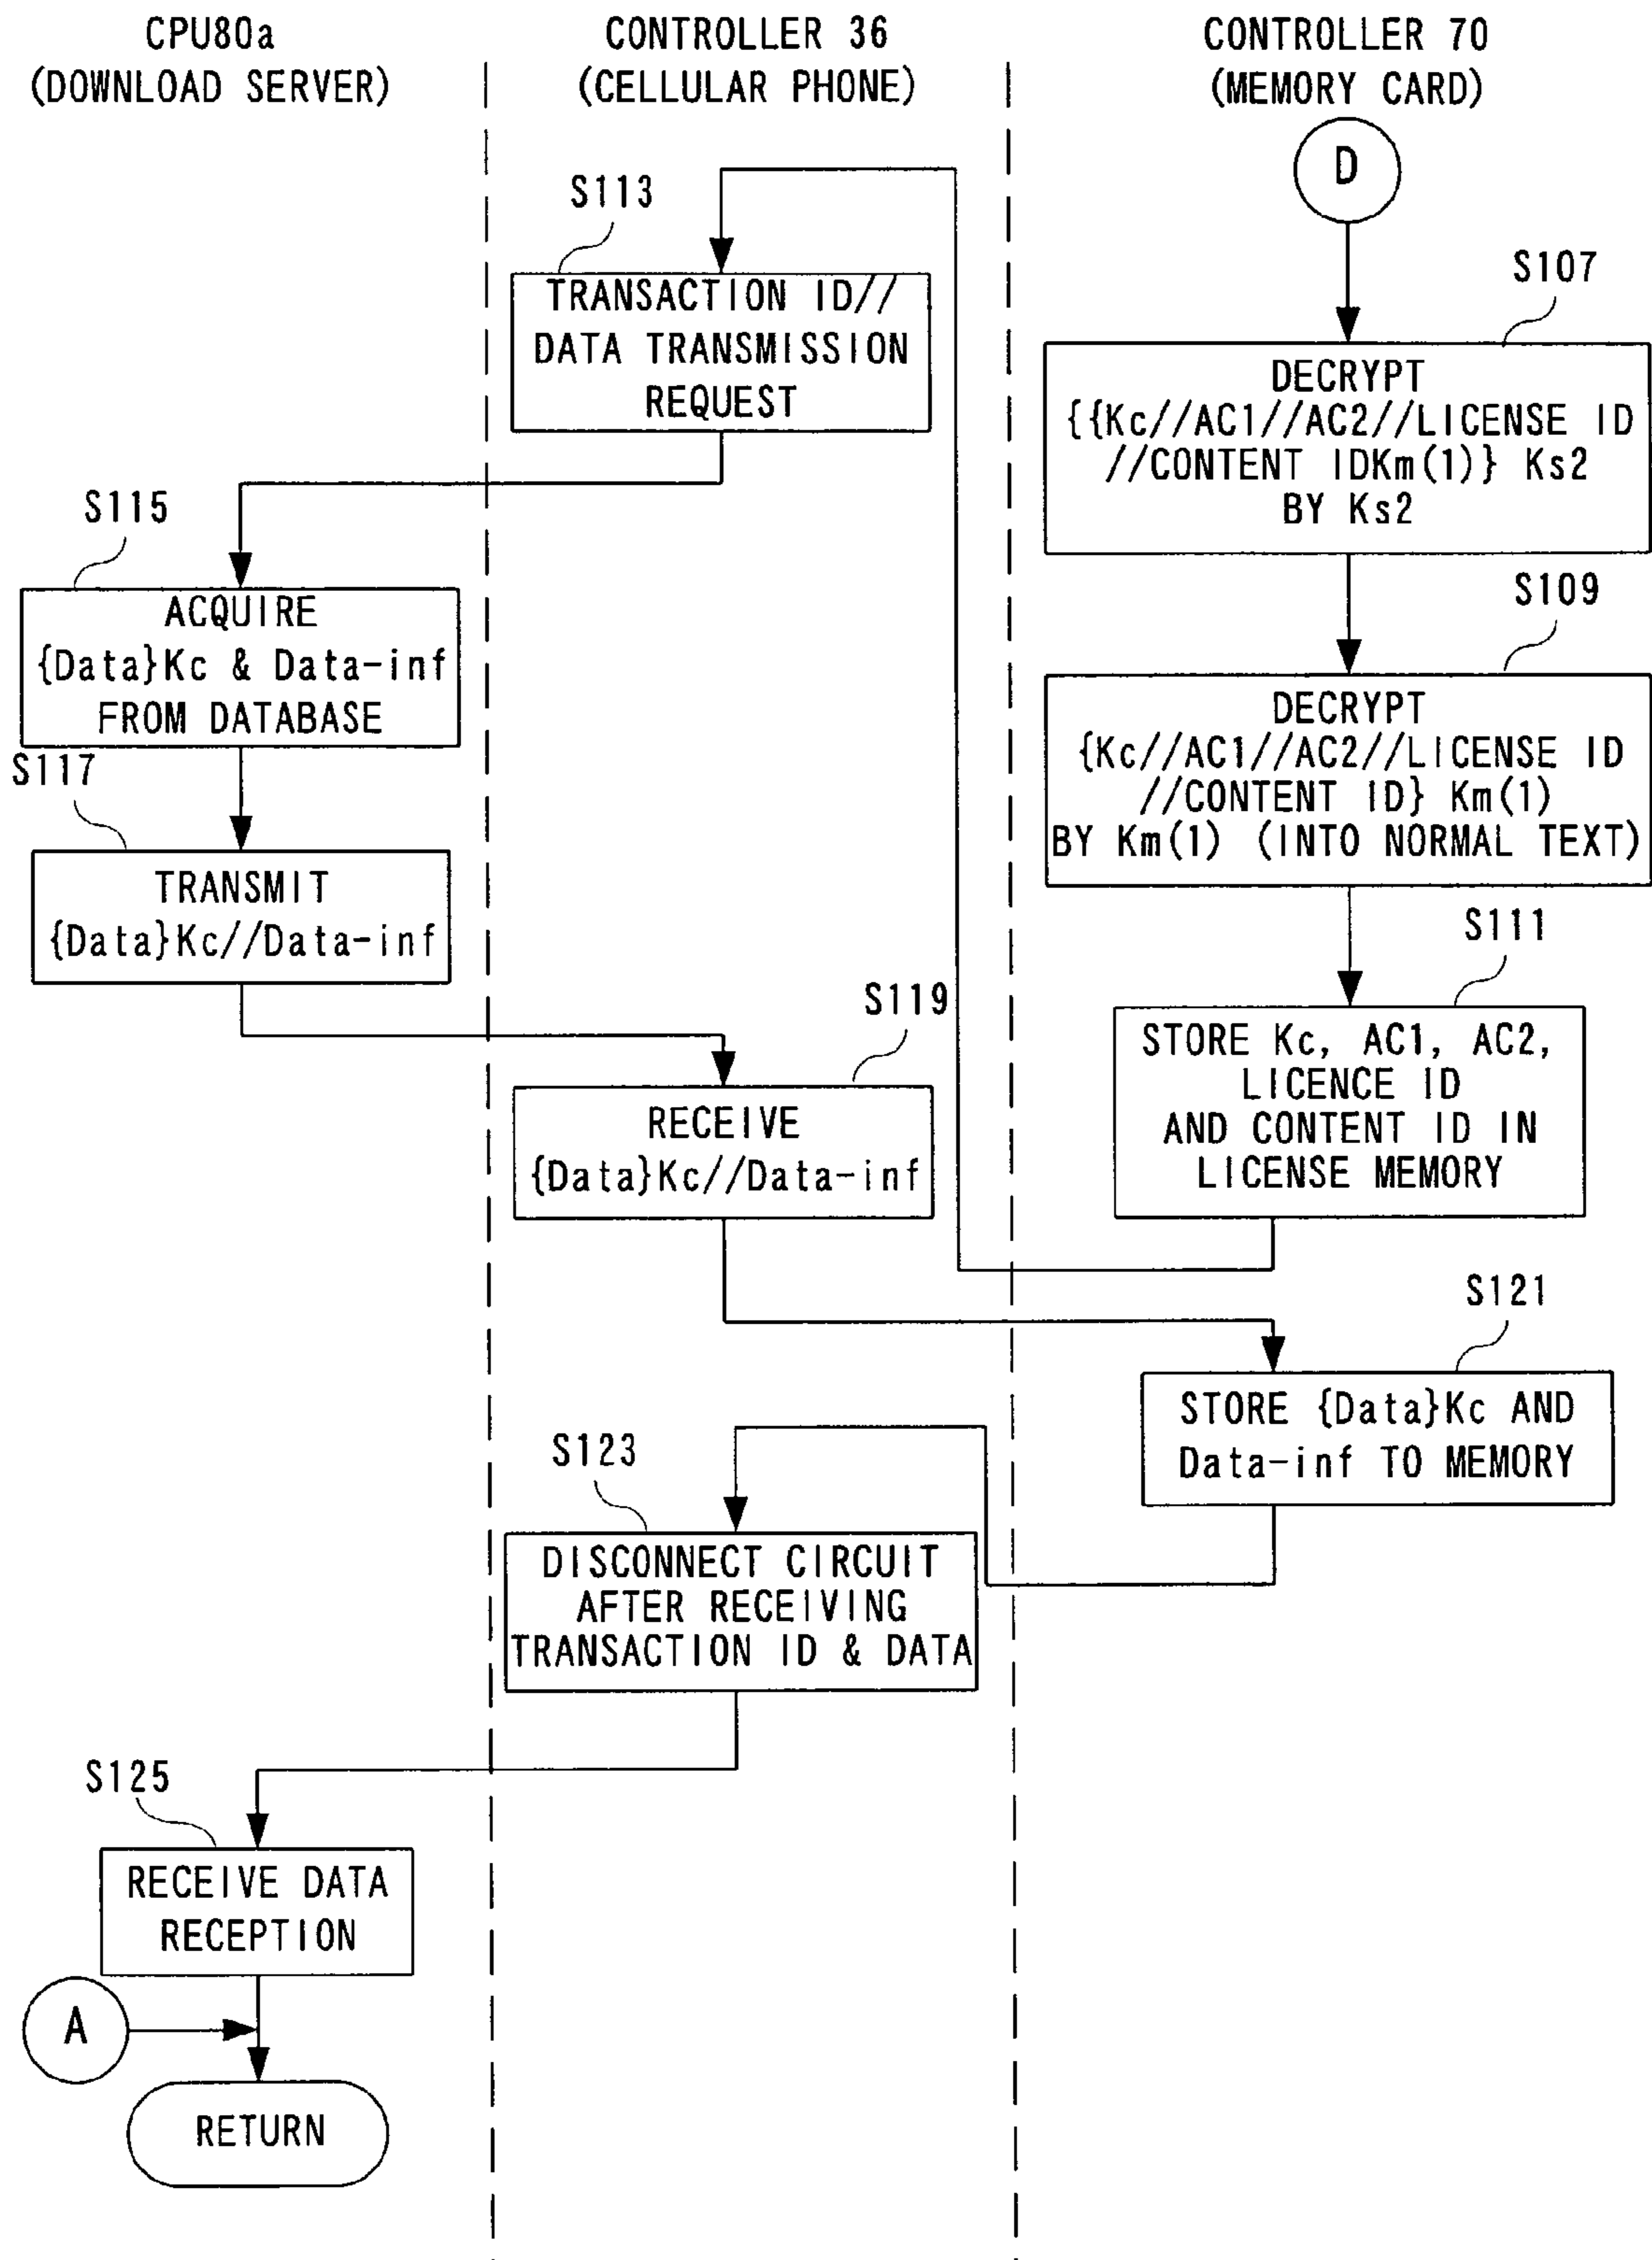 CPU80a
(DOWNLOAD SERVER)
CONTROLLER 36
(CELLULAR PHONE)
CONTROLLER 70
(MEMORY CARD)
D
S107
DECRYPT
{{Kc//AC1//AC2//LICENSE ID
//CONTENT IDKm(1)} Ks2
BY Ks2
S109
DECRYPT
{Kc//AC1//AC2//LICENSE ID
//CONTENT ID} Km(1)
BY Km(1) (INTO NORMAL TEXT)
S111
STORE Kc, AC1, AC2,
LICENCE ID
AND CONTENT ID IN
LICENSE MEMORY
S113
TRANSACTION ID//
DATA TRANSMISSION
REQUEST
S115
ACQUIRE
{Data}Kc & Data-inf
FROM DATABASE
S117
TRANSMIT
{Data}Kc//Data-inf
S119
RECEIVE
{Data}Kc//Data-inf
S121
STORE {Data}Kc AND
Data-inf TO MEMORY
S123
DISCONNECT CIRCUIT
AFTER RECEIVING
TRANSACTION ID & DATA
S125
RECEIVE DATA
RECEPTION
A
RETURN